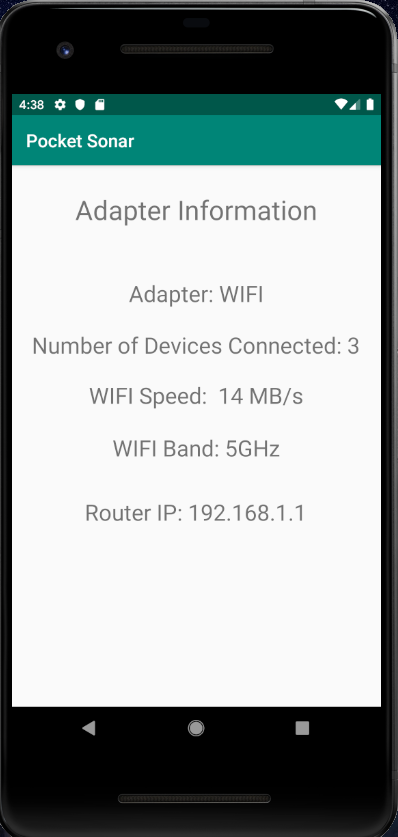 4:38
Pocket Sonar
Adapter Information
Adapter: WIFI
Number of Devices Connected: 3
WIFI Speed:  14 MB/s
WIFI Band: 5GHz
Router IP: 192.168.1.1